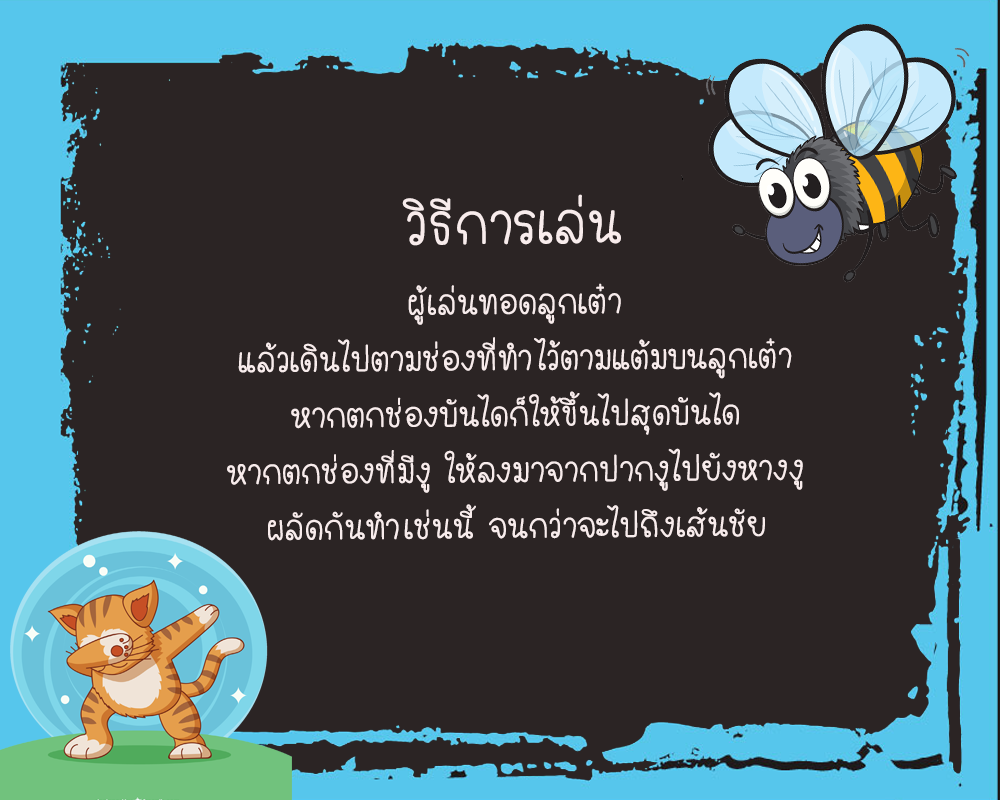 วิธีการเล่น
ผู้เล่นทอดลูกเต๋า
แล้วเดินไปตามช่องที่ทำไว้ตามแต้มบนลูกเต๋า
หากตกช่องบันไดก็ให้ขึ้นไปสุดบันได
หากตกช่องที่มีงู ให้ลงมาจากปากงูไปยังหางงู
ผลัดกันทำเช่นนี้ จนกว่าจะไปถึงเส้นชัย